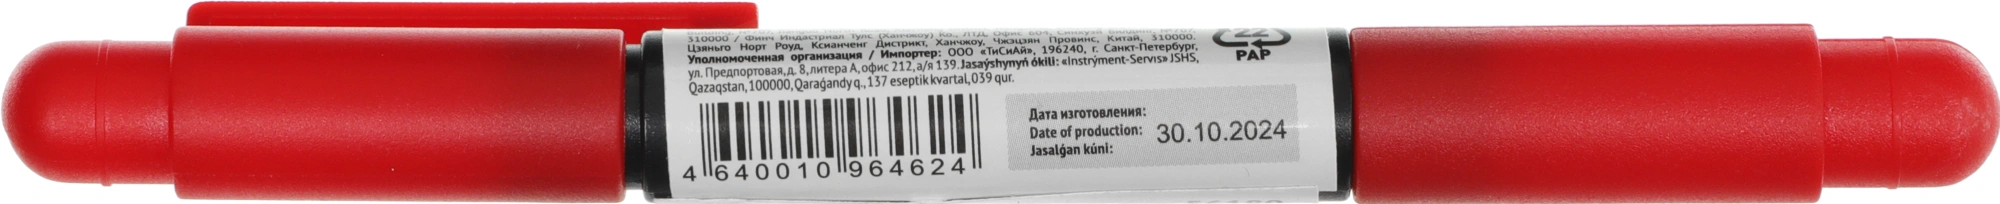 310000 / Финч Индастриал Тулс (Ханчжоу) Ко., ЛТД, Офис 604,
Цзяньго Норт Роуд, Ксианченг Дистрикт, Ханчжоу, Чжэцзян Провинс, Китай, 310000.
Уполномоченная организация / Импортер: ООО «ТиСиАй», 196240, г. Санкт-Петербург,
ул. Предпортовая, д. 8, литера А, офис 212, а/я 139. Jasaýshynyń ókili: «Instrýment-Servıs» JSHS,
Qazaqstan, 100000, Qaraǵandy q., 137 eseptik kvartal, 039 qur.
22
PAP
Дата изготовления:
Date of production: 30.10.2024
Jasalǵan kúni:
4 640010 964624